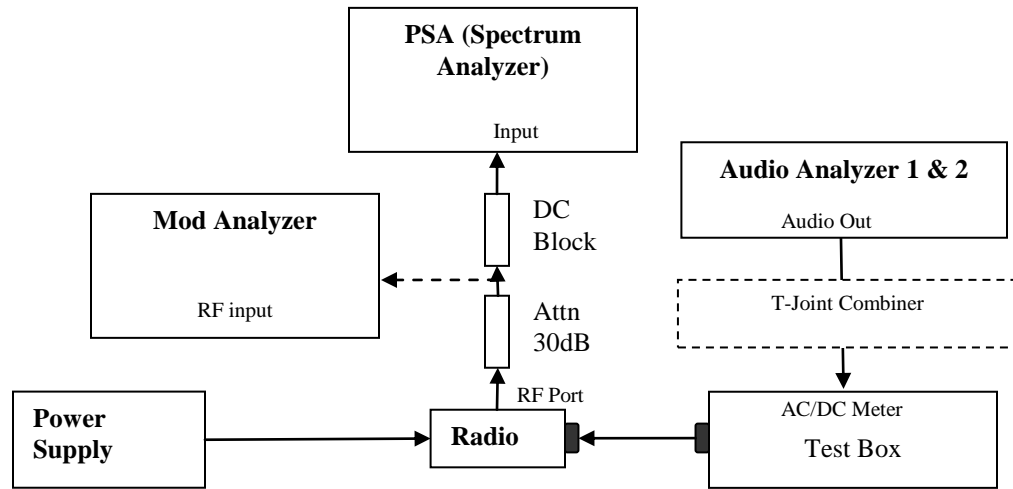 PSA (Spectrum
Analyzer)
Input
Audio Analyzer 1 & 2
Audio Out
Mod Analyzer
RF input
DC
Block
T-Joint Combiner
Attn
30dB
RF Port
Power
Supply
Radio
AC/DC Meter
Test Box